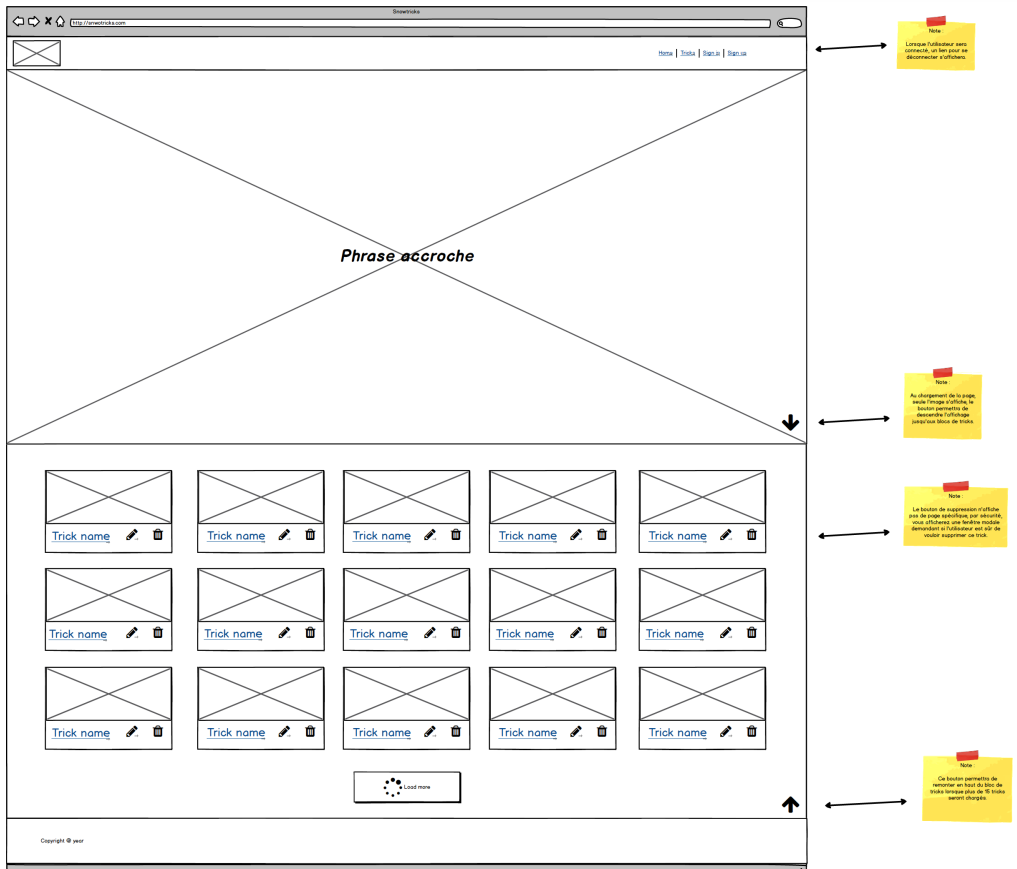 Snowtricks
http://snwotricks.com
Home | Tricks | Sign in | Sign up
Note :
Lorsque l'utilisateur sera
connecté, un lien pour se
déconnecter s'affichera.
Phrase accroche
Note :
Au chargement de la page,
seule l'image s'affiche, le
bouton permettra de
descendre l'affichage
jusqu'aux blocs de tricks.
Trick name
Trick name
Trick name
Trick name
Trick name
Note :
Le bouton de suppression n'affiche
pas de page spécifique, par sécurité,
vous afficherez une fenêtre modale
demandant si l'utilisateur est sûr de
vouloir supprimer ce trick.
Trick name
Trick name
Trick name
Trick name
Trick name
Trick name
Trick name
Trick name
Trick name
Trick name
Load more
Note :
Ce bouton permettra de
remonter en haut du bloc de
tricks lorsque plus de 15 tricks
seront chargés.
Copyright @ year